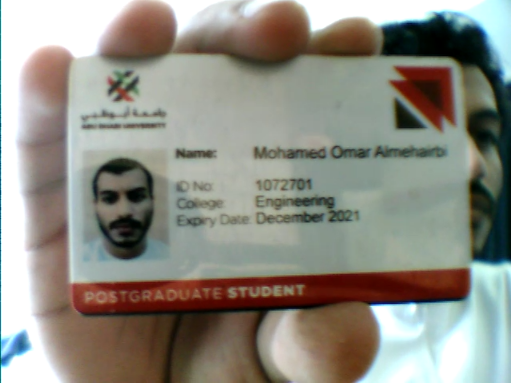 جامعة أبوظبي
ABU DHABI UNIVERSITY
Name: Mohamed Omar Almehairbi
ID No: 1072701
College: Engineering
Expiry Date: December 2021
POSTGRADUATE STUDENT